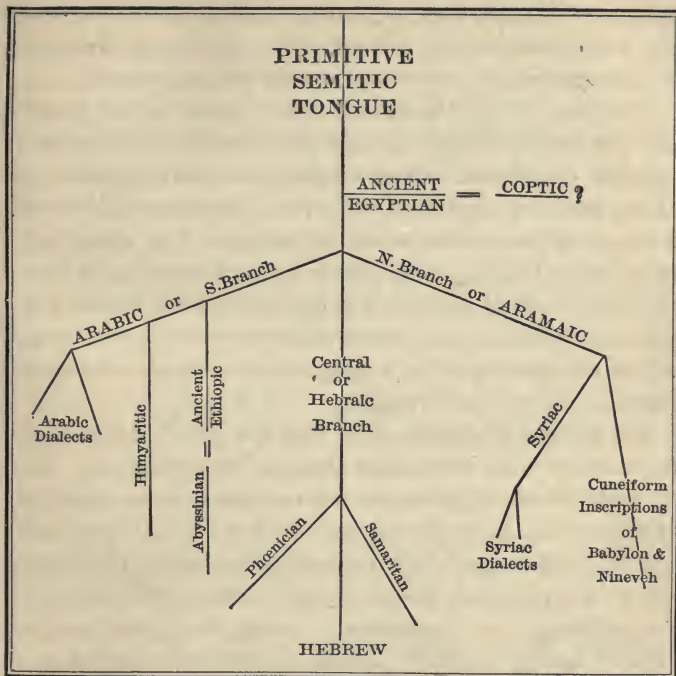 PRIMITIVE
SEMITIC
TONGUE
ANCIENT
EGYPTIAN
= COPTIC ?
ARABIC or S. Branch
N. Branch or ARAMAIC
Arabic
Dialects
Himyaritic
Abyssinian = Ancient
Ethiopic
Central
or
Hebraic
Branch
Phœnician
Samaritan
HEBREW
Syriac
Syriac
Dialects
Cuneiform
Inscriptions
of
Babylon &
Nineveh